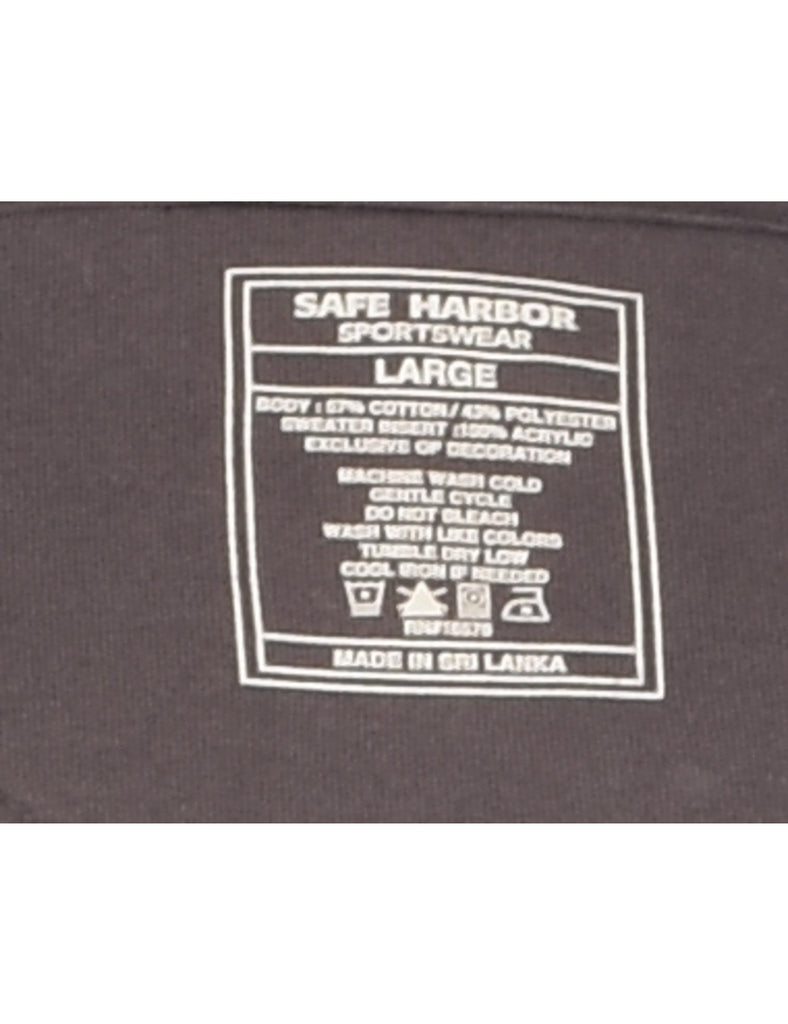 SAFE HARBOR
SPORTSWEAR
LARGE
BODY : 57% COTTON / 43% POLYESTER
SWEATER INSERT :100% ACRYLIC
EXCLUSIVE OF DECORATION
MACHINE WASH COLD
GENTLE CYCLE
DO NOT BLEACH
WASH WITH LIKE COLORS
TUMBLE DRY LOW
COOL IRON IF NEEDED
MADE IN SRI LANKA